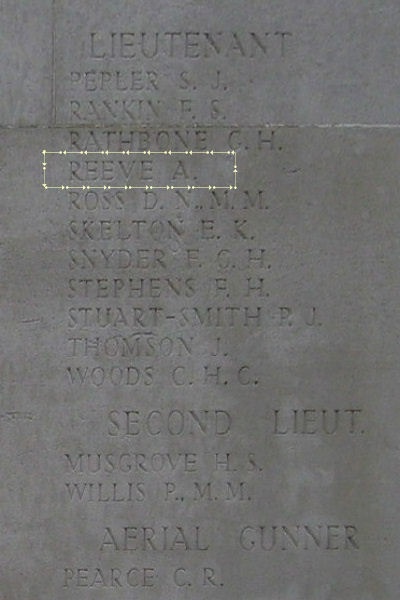 LIEUTENANT
PEPLER S. J.
RANKIN F. S.
RATHBONE G. H.
REEVE A.
ROSS D. N., M. M.
SKELTON E. K.
SNYDER F. G. H.
STEPHENS F. H.
STUART-SMITH P. J.
THOMSON J.
WOODS C. H. C.
SECOND LIEUT.
MUSGROVE H. S.
WILLIS P., M. M.
AERIAL GUNNER
PEARCE C. R.